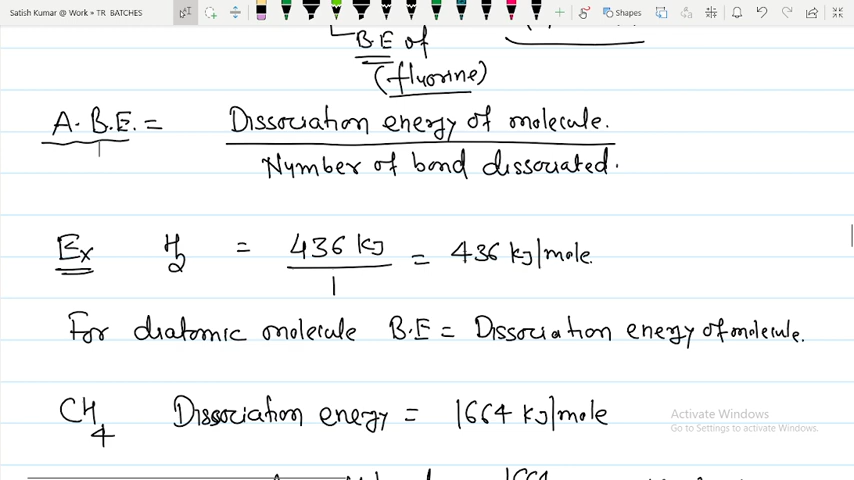 Satish Kumar @ Work » TR BATCHES
Shapes
B.E of
(fluorine)
A. B.E. = Dissociation energy of molecule.
Number of bond dissociated.
Ex H2 = 436 KJ = 436 KJ/mole.
1
For diatomic molecule B.E = Dissociation energy of molecule.
CH4 Dissociation energy = 1664 KJ/mole
Activate Windows
Go to Settings to activate Windows.